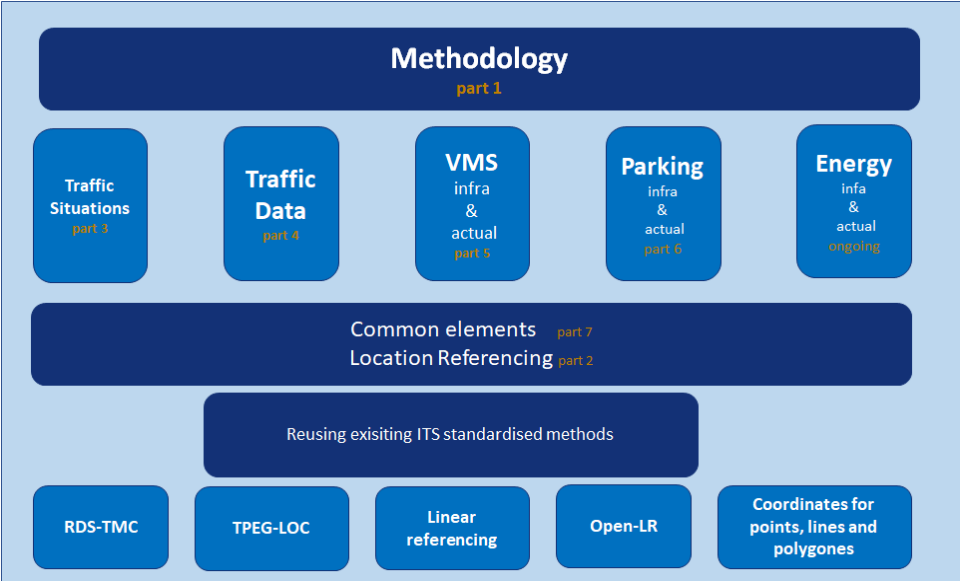 Methodology
part 1
Traffic
Situations
part 3
Traffic
Data
part 4
VMS
infra
&
actual
part 5
Parking
infra
&
actual
part 6
Energy
infa
&
actual
ongoing
Common elements part 7
Location Referencing part 2
Reusing exisiting ITS standardised methods
RDS-TMC
TPEG-LOC
Linear
referencing
Open-LR
Coordinates for
points, lines and
polygones